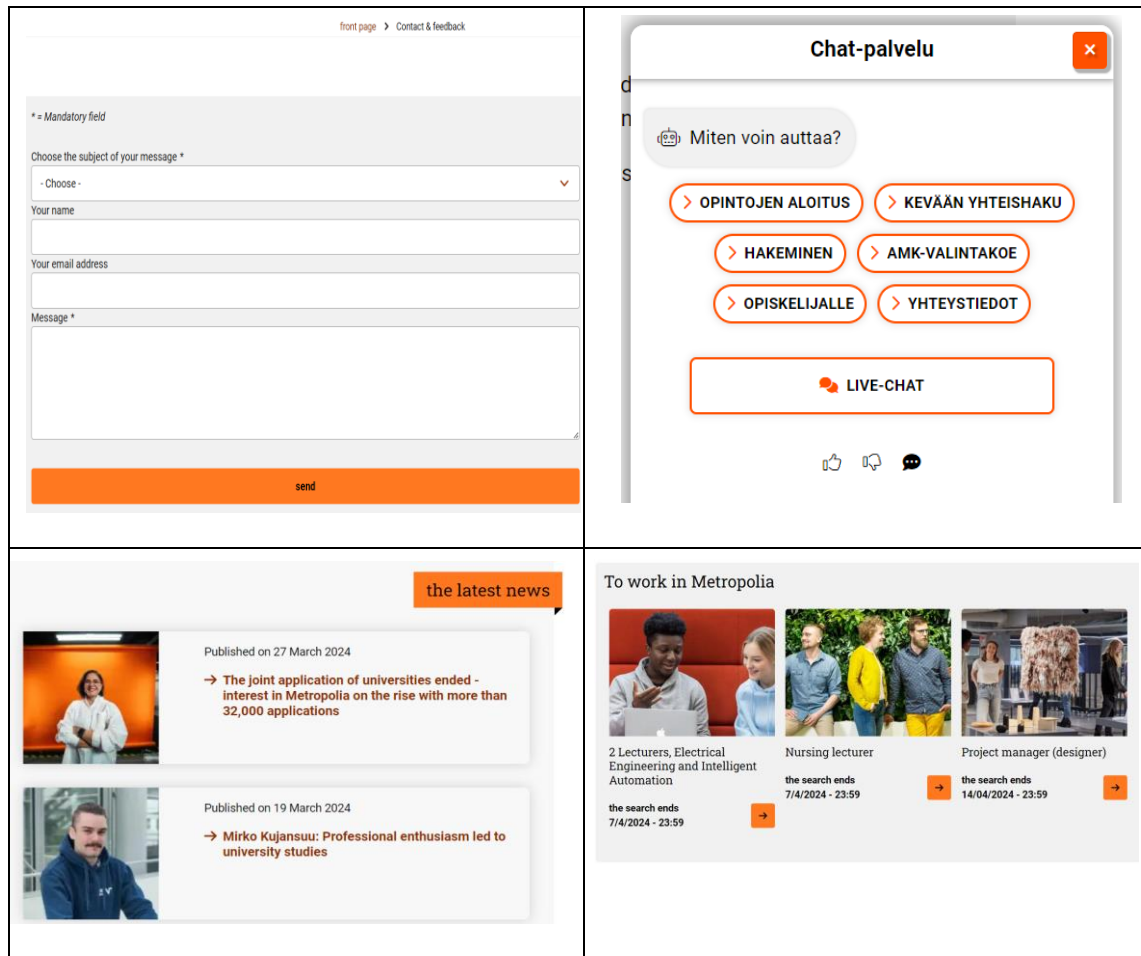 front page > Contact & feedback
* = Mandatory field
Choose the subject of your message *
- Choose -
Your name
Your email address
Message *
send
Chat-palvelu
×
d
n
s
Miten voin auttaa?
> OPINTOJEN ALOITUS
> KEVÄÄN YHTEISHAKU
> HAKEMINEN
> AMK-VALINTAKOE
> OPISKELIJALLE
> YHTEYSTIEDOT
LIVE-CHAT
the latest news
Published on 27 March 2024
→ The joint application of universities ended -
interest in Metropolia on the rise with more than
32,000 applications
Published on 19 March 2024
→ Mirko Kujansuu: Professional enthusiasm led to
university studies
To work in Metropolia
2 Lecturers, Electrical
Engineering and Intelligent
Automation
the search ends
7/4/2024 - 23:59
→
Nursing lecturer
the search ends
7/4/2024 - 23:59
→
Project manager (designer)
the search ends
14/04/2024 - 23:59
→